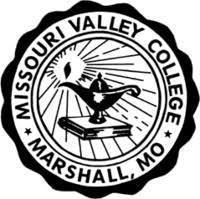 MISSOURI VALLEY COLLEGE
★ MARSHALL, MO ★